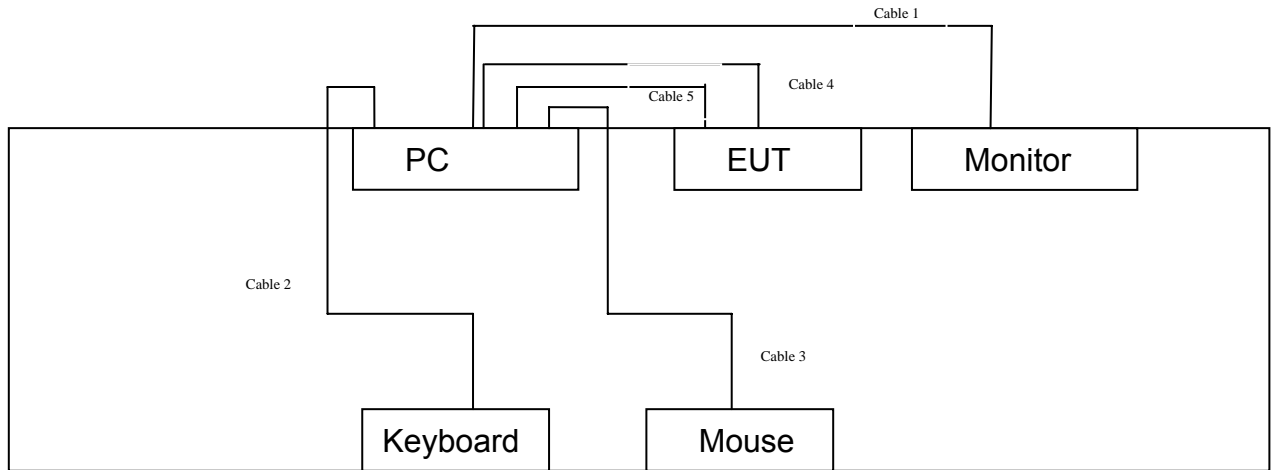 Cable 1
Cable 4
Cable 5
PC
EUT
Monitor
Cable 2
Cable 3
Keyboard
Mouse